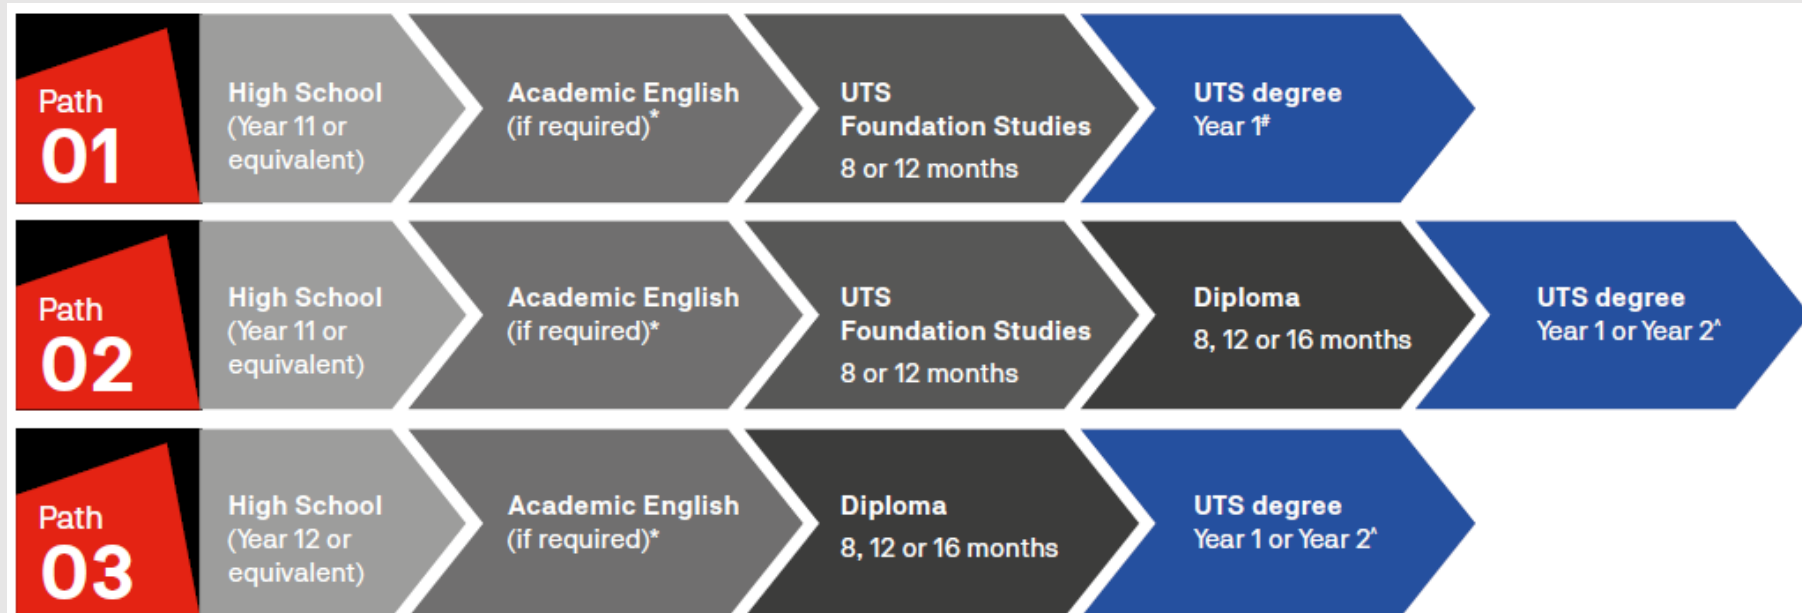 Path
01
High School
(Year 11 or
equivalent)
Academic English
(if required)*
UTS
Foundation Studies
8 or 12 months
UTS degree
Year 1#
Path
02
High School
(Year 11 or
equivalent)
Academic English
(if required)*
UTS
Foundation Studies
8 or 12 months
Diploma
8, 12 or 16 months
UTS degree
Year 1 or Year 2^
Path
03
High School
(Year 12 or
equivalent)
Academic English
(if required)*
Diploma
8, 12 or 16 months
UTS degree
Year 1 or Year 2^